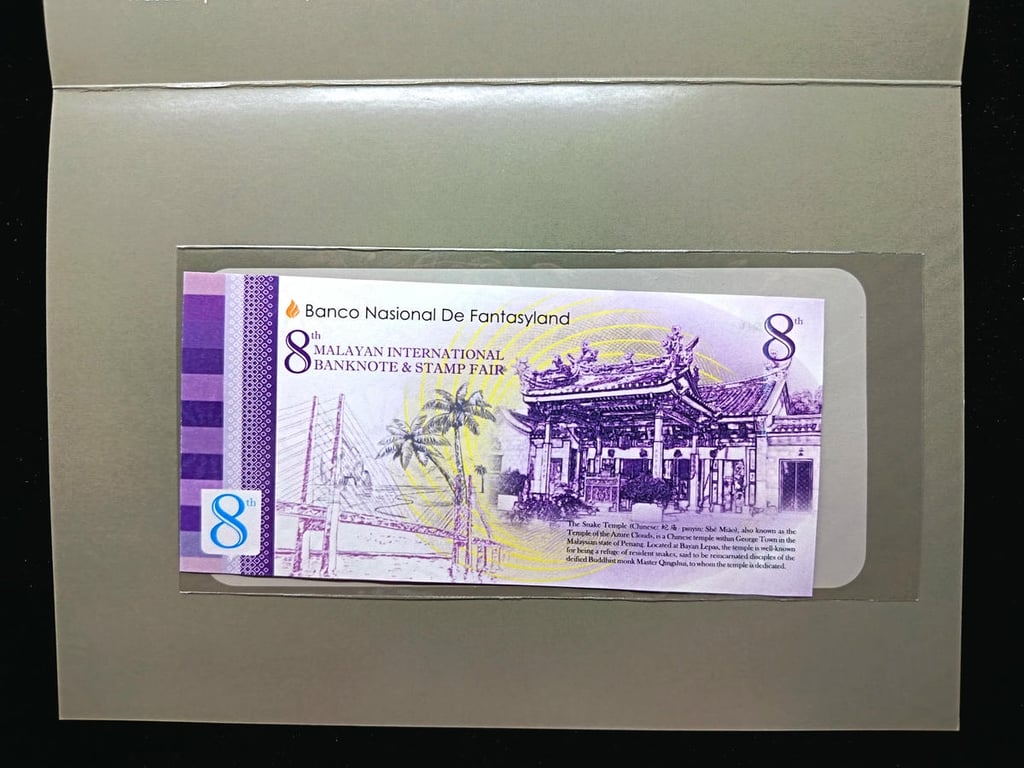 Banco Nasional De Fantasyland
8th
MALAYAN INTERNATIONAL
BANKNOTE & STAMP FAIR
8th
8th
The Snake Temple (Chinese: 蛇庙; pinyin: Shé Miào), also known as the
Temple of the Azure Clouds, is a Chinese temple within George Town in the
Malaysian state of Penang. Located at Bayan Lepas, the temple is well-known
for being a refuge of resident snakes, said to be reincarnated disciples of the
deified Buddhist monk Master Qingshui, to whom the temple is dedicated.